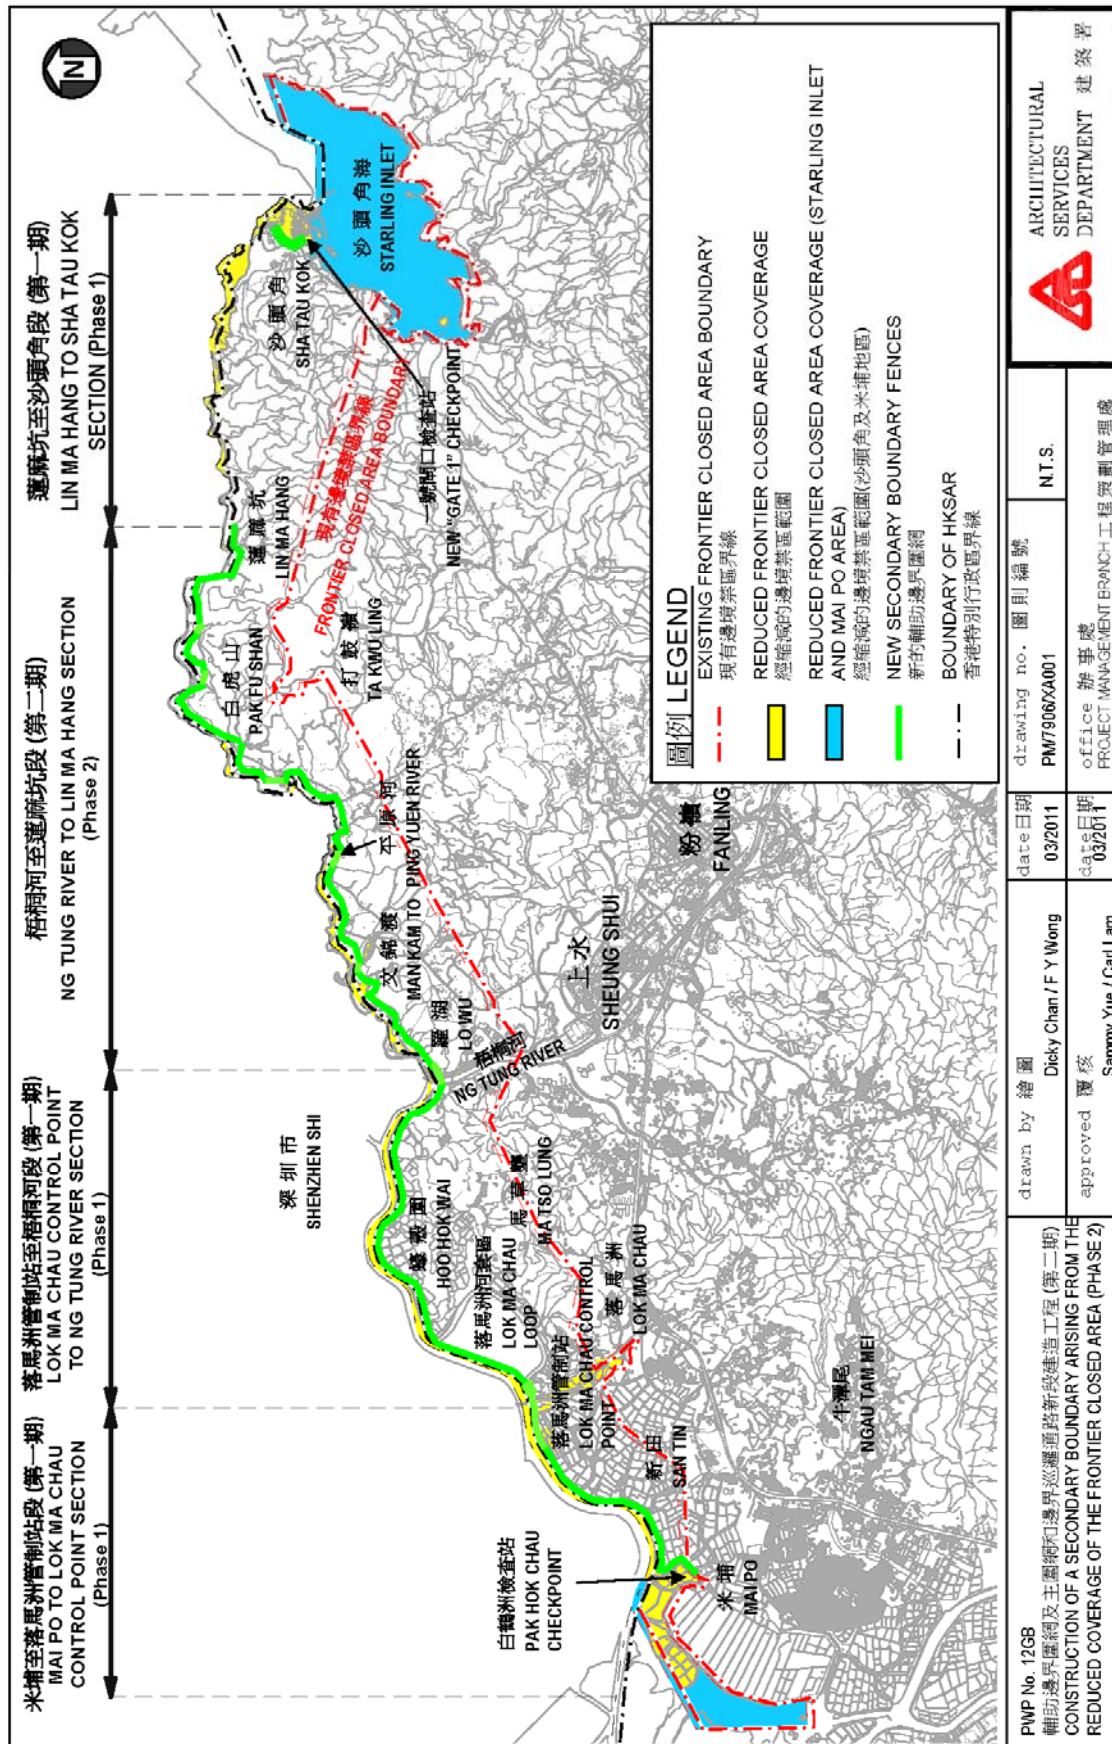 米埔至落馬洲管制站段 (第一期)
MAI PO TO LOK MA CHAU
CONTROL POINT SECTION
(Phase 1)
落馬洲管制站至梧桐河段 (第一期)
LOK MA CHAU CONTROL POINT
TO NG TUNG RIVER SECTION
(Phase 1)
梧桐河至蓮麻坑段 (第二期)
NG TUNG RIVER TO LIN MA HANG SECTION
(Phase 2)
蓮麻坑至沙頭角段 (第一期)
LIN MA HANG TO SHA TAU KOK
SECTION (Phase 1)
N
深圳市
SHENZHEN SHI
白鶴洲檢查站
PAK HOK CHAU
CHECKPOINT
米埔
MAI PO
新田
SAN TIN
落馬洲管制站
LOK MA CHAU CONTROL
POINT
落馬洲
LOK MA CHAU
落馬洲河套區
LOK MA CHAU
LOOP
蠔殼圍
HOO HOK WAI
馬草壟
MA TSO LUNG
牛潭尾
NGAU TAM MEI
梧桐河
NG TUNG RIVER
羅湖
LO WU
上水
SHEUNG SHUI
粉嶺
FANLING
文錦渡
MAN KAM TO
平原河
PING YUEN RIVER
白虎山
PAK FU SHAN
打鼓嶺
TA KWU LING
蓮麻坑
LIN MA HANG
現有邊境禁區界線
FRONTIER CLOSED AREA BOUNDARY
沙頭角
SHA TAU KOK
一號閘口檢查站
NEW "GATE 1" CHECKPOINT
沙頭角海
STARLING INLET
圖例 LEGEND
EXISTING FRONTIER CLOSED AREA BOUNDARY
現有邊境禁區界線
REDUCED FRONTIER CLOSED AREA COVERAGE
經縮減的邊境禁區範圍
REDUCED FRONTIER CLOSED AREA COVERAGE (STARLING INLET
AND MAI PO AREA)
經縮減的邊境禁區範圍(沙頭角及米埔地區)
NEW SECONDARY BOUNDARY FENCES
新的輔助邊界圍網
BOUNDARY OF HKSAR
香港特別行政區界線
PWP No. 12GB
輔助邊界圍網及主圍網和邊界巡邏通路新段建造工程 (第二期)
CONSTRUCTION OF A SECONDARY BOUNDARY ARISING FROM THE
REDUCED COVERAGE OF THE FRONTIER CLOSED AREA (PHASE 2)
drawn by 繪圖
Dicky Chan / F Y Wong
approved 覆核
Sammy Yue / Carl Lam
date 日期
03/2011
date 日期
03/2011
drawing no. 圖則編號
PM/7906/XA001
N.T.S.
office 辦事處
PROJECT MANAGEMENT BRANCH 工程策劃管理處
ARCHITECTURAL
SERVICES
DEPARTMENT 建築署